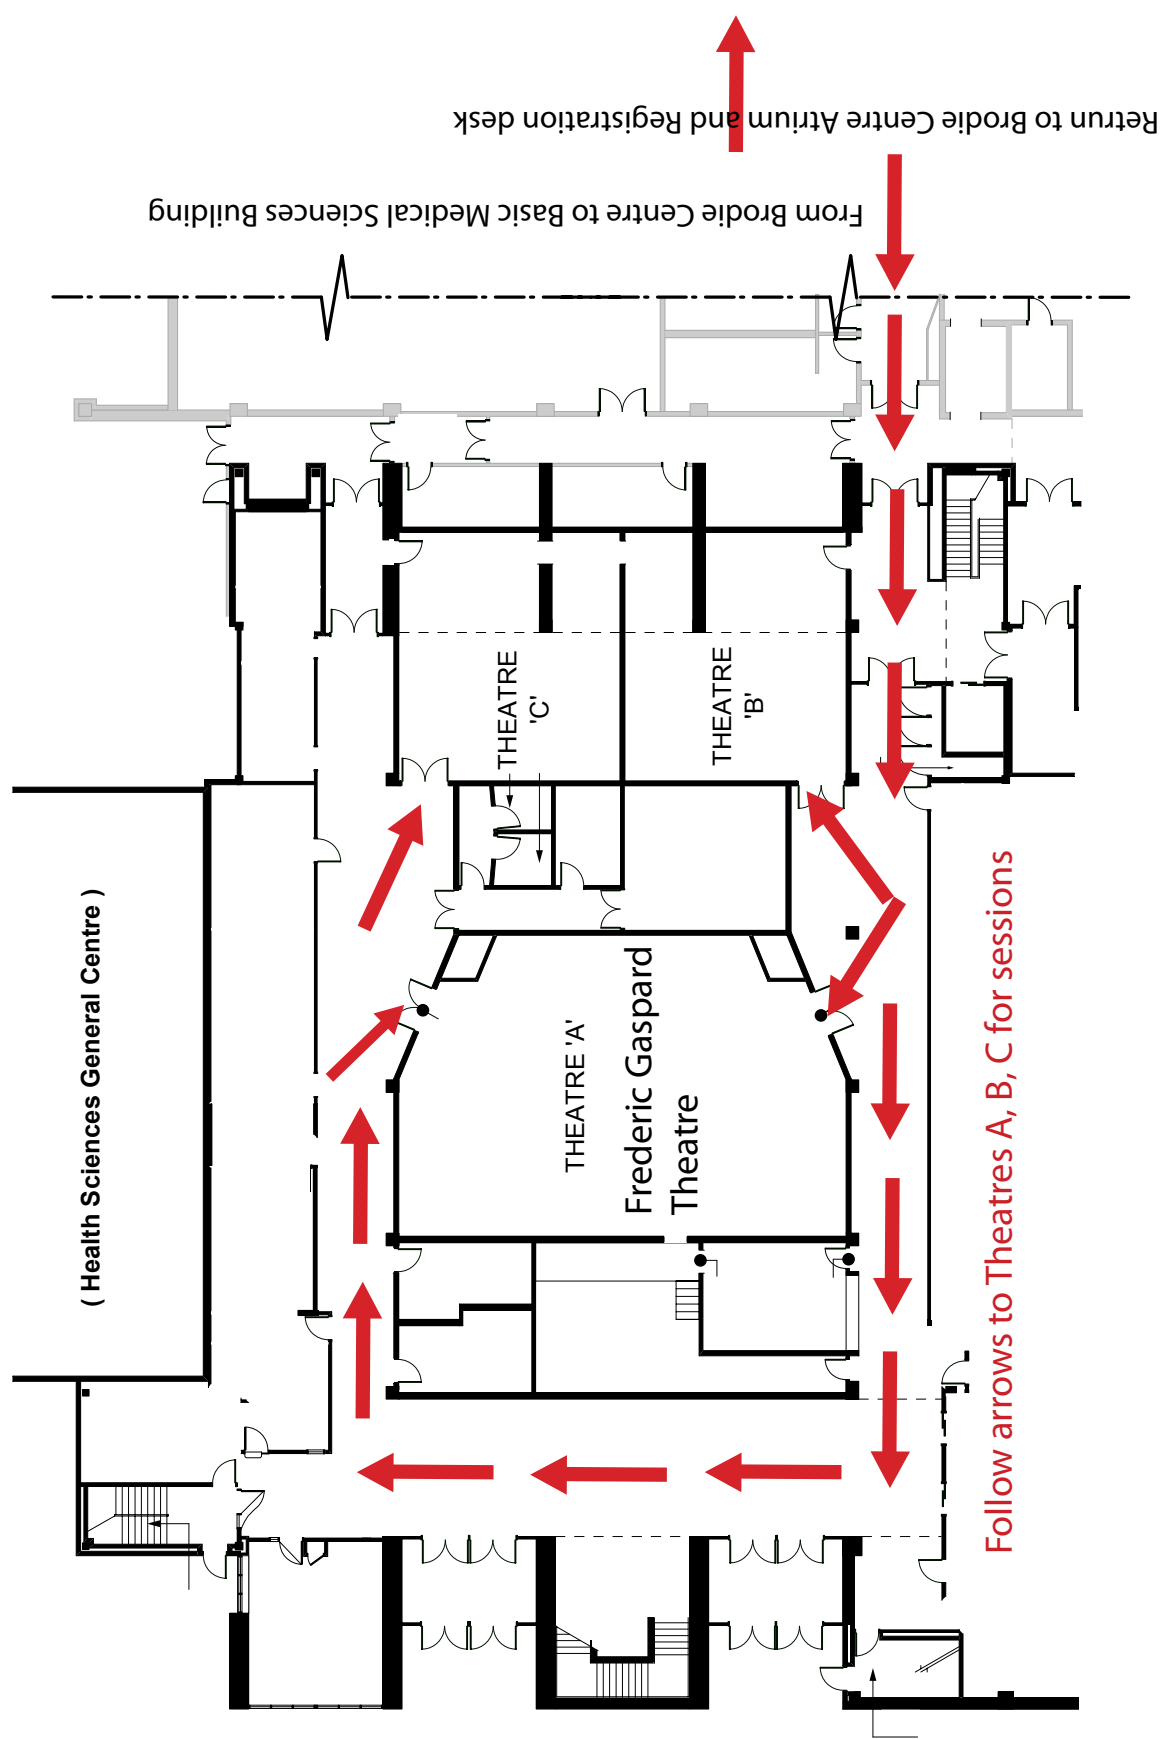 Retrun to Brodie Centre Atrium and Registration desk
From Brodie Centre to Basic Medical Sciences Building
THEATRE
'C'
THEATRE
'B'
( Health Sciences General Centre )
THEATRE 'A'
Frederic Gaspard
Theatre
Follow arrows to Theatres A, B, C for sessions